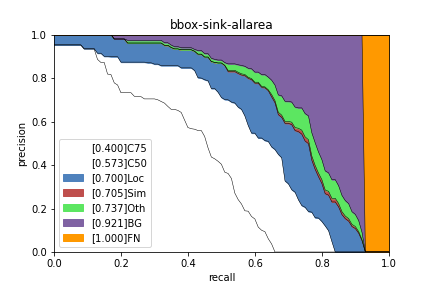 bbox-sink-allarea
1.0
0.8
0.6
0.4
0.2
0.0
precision
[0.400]C75
[0.573]C50
[0.700]Loc
[0.705]Sim
[0.737]Oth
[0.921]BG
[1.000]FN
0.0 0.2 0.4 0.6 0.8 1.0
recall